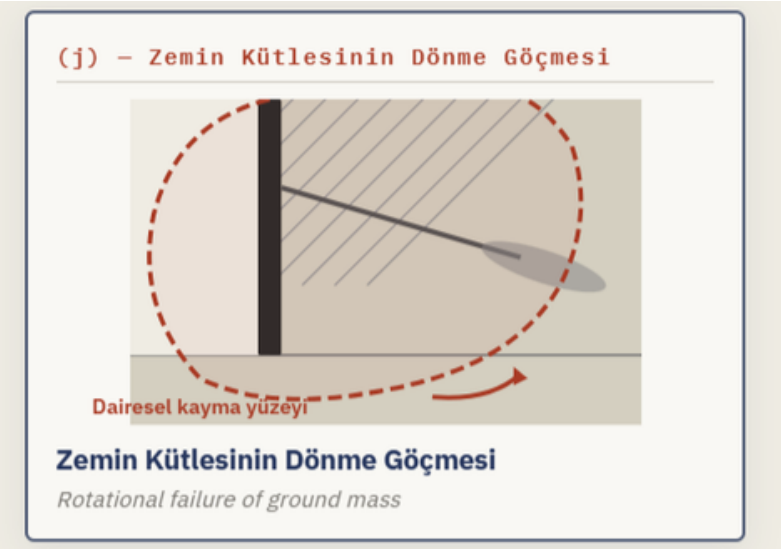 (j) – Zemin Kütlesinin Dönme Göçmesi
Dairesel kayma yüzeyi
Zemin Kütlesinin Dönme Göçmesi
Rotational failure of ground mass